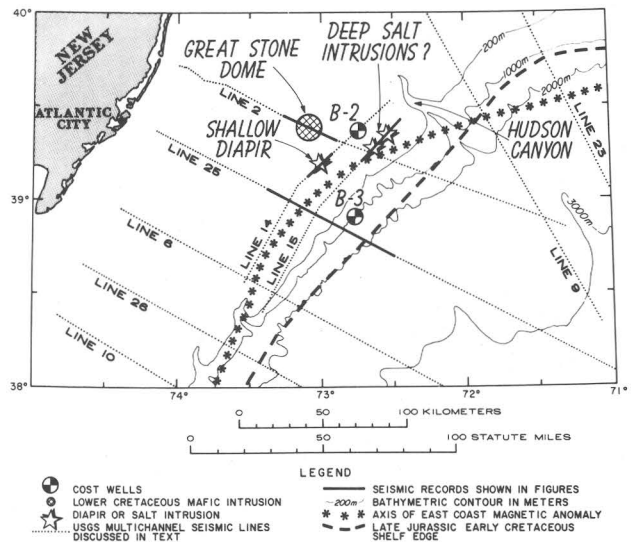 40°
39°
38°
74°
73°
72°
71°
NEW
JERSEY
ATLANTIC
CITY
GREAT STONE
DOME
DEEP SALT
INTRUSIONS ?
200m
1000m
2000m
3000m
LINE 2
B-2
SHALLOW
DIAPIR
HUDSON
CANYON
LINE 23
LINE 25
B-3
LINE 14
LINE 15
LINE 6
LINE 9
LINE 26
LINE 10
0 50 100 KILOMETERS
0 50 100 STATUTE MILES
LEGEND
COST WELLS
LOWER CRETACEOUS MAFIC INTRUSION
DIAPIR OR SALT INTRUSION
USGS MULTICHANNEL SEISMIC LINES
DISCUSSED IN TEXT
SEISMIC RECORDS SHOWN IN FIGURES
200m BATHYMETRIC CONTOUR IN METERS
AXIS OF EAST COAST MAGNETIC ANOMALY
LATE JURASSIC EARLY CRETACEOUS
SHELF EDGE